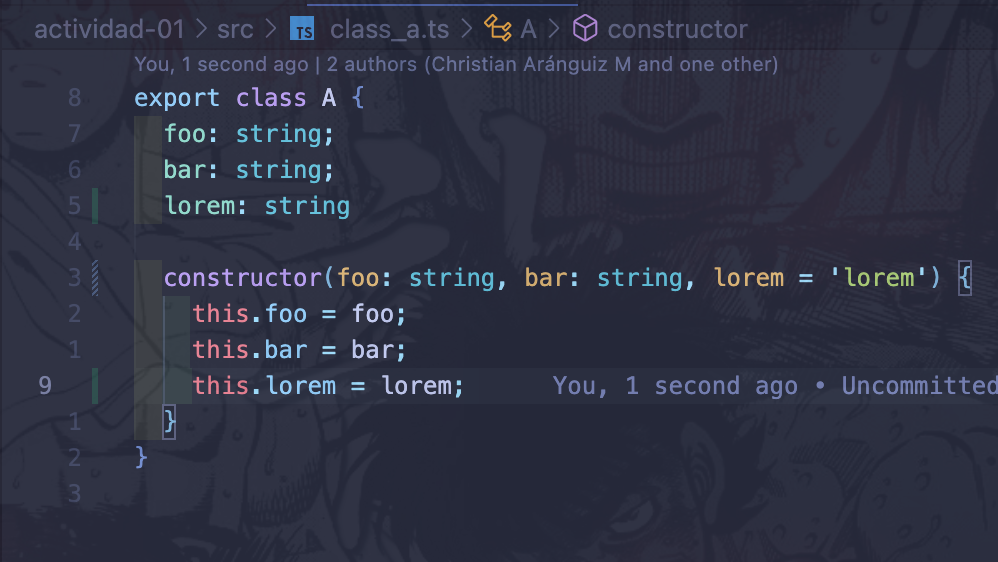 actividad-01 > src > TS class_a.ts > A > constructor
You, 1 second ago | 2 authors (Christian Aránguiz M and one other)
8 export class A {
7 foo: string;
6 bar: string;
5 lorem: string
4
3 constructor(foo: string, bar: string, lorem = 'lorem') {
2 this.foo = foo;
1 this.bar = bar;
9 this.lorem = lorem; You, 1 second ago • Uncommitted
1 }
2 }
3